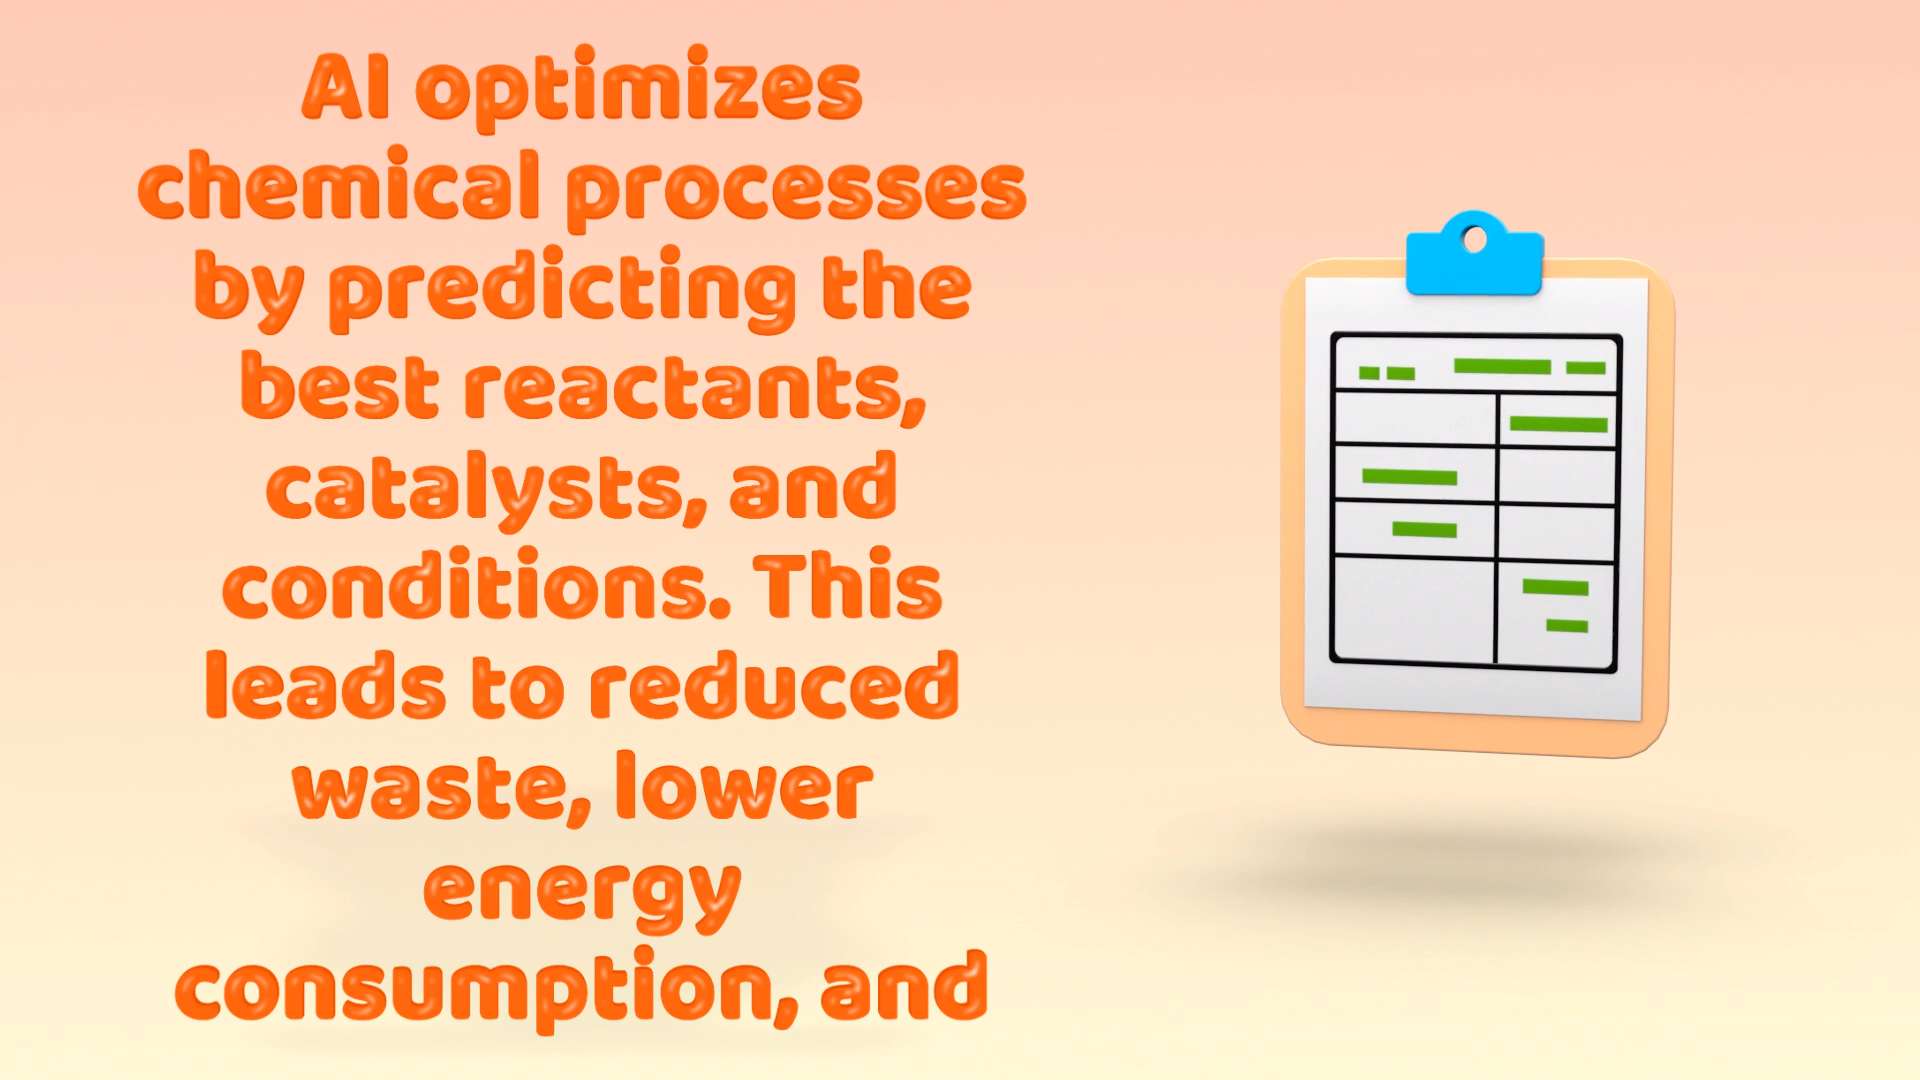 AI optimizes
chemical processes
by predicting the
best reactants,
catalysts, and
conditions. This
leads to reduced
waste, lower
energy
consumption, and